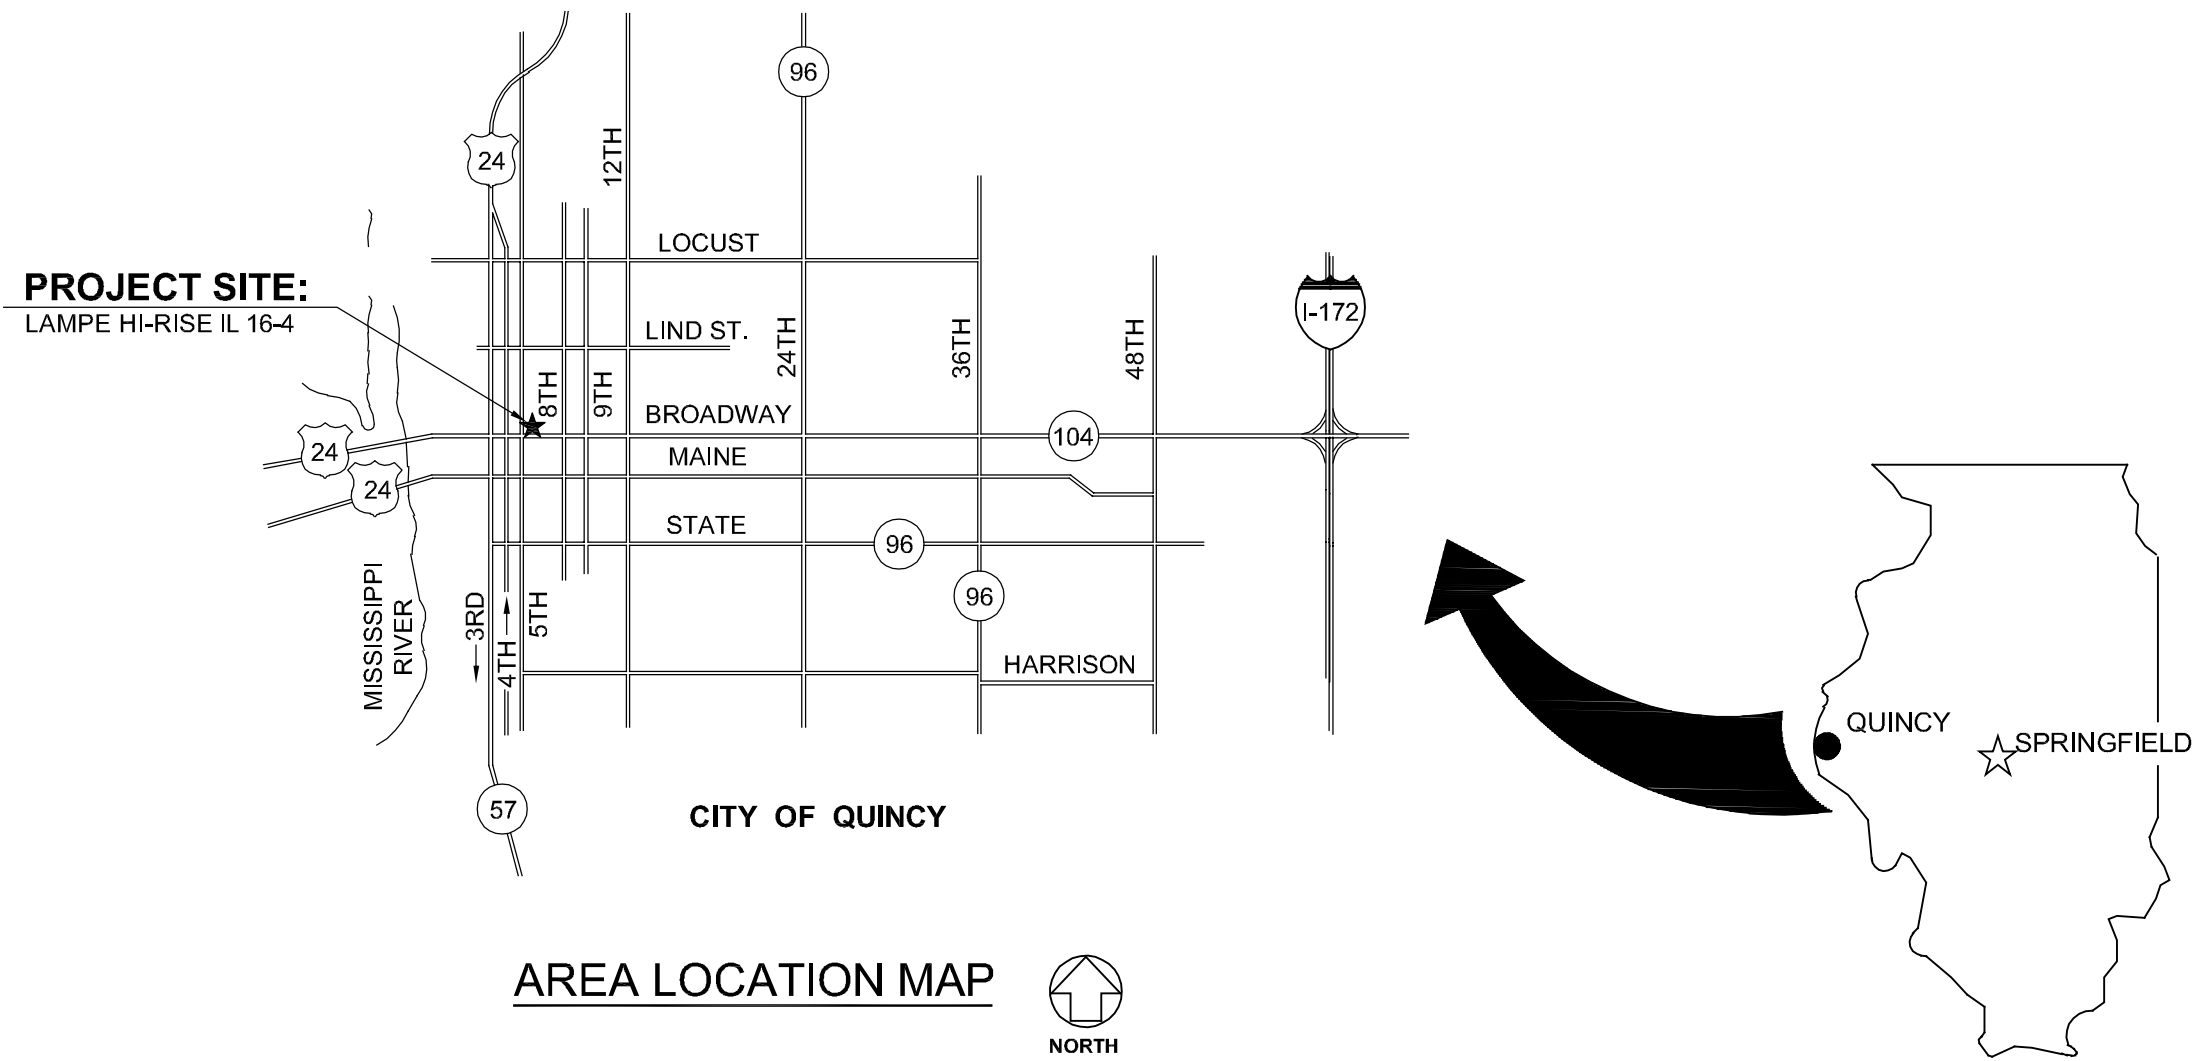 96
24
12TH
LOCUST
PROJECT SITE:
LAMPE HI-RISE IL 16-4
I-172
LIND ST.
24TH
36TH
48TH
8TH
9TH
BROADWAY
104
24
MAINE
24
STATE
96
MISSISSIPPI
RIVER
3RD
4TH
5TH
96
HARRISON
QUINCY
SPRINGFIELD
57
CITY OF QUINCY
AREA LOCATION MAP
NORTH